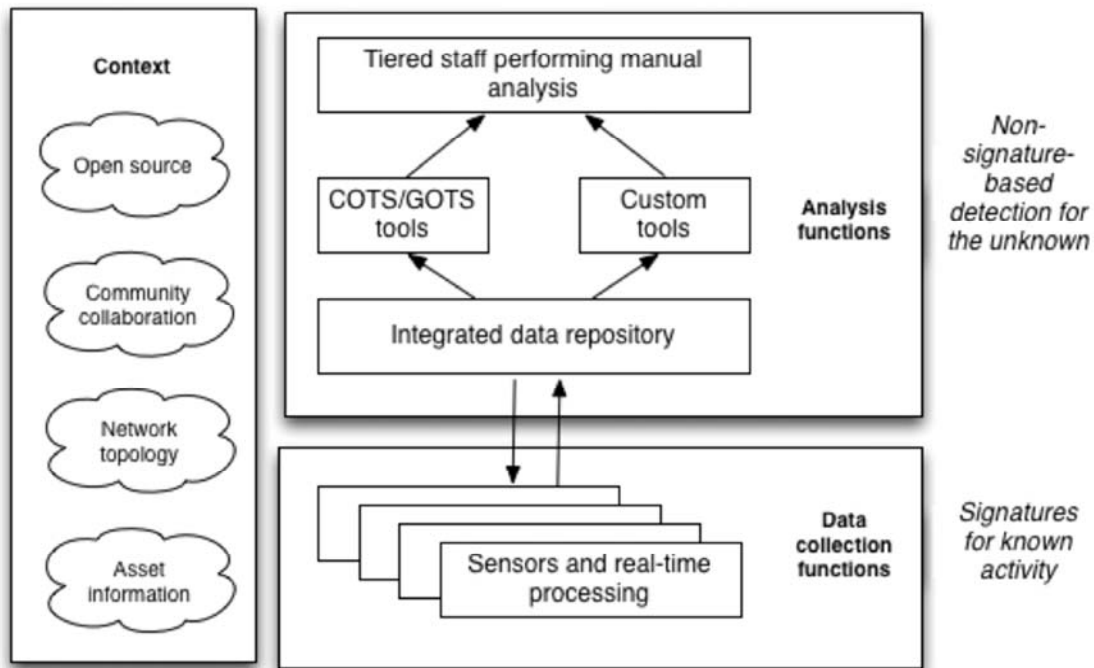 Context
Open source
Community
collaboration
Network
topology
Asset
information
Tiered staff performing manual
analysis
COTS/GOTS
tools
Custom
tools
Analysis
functions
Integrated data repository
Non-
signature-
based
detection for
the unknown
Sensors and real-time
processing
Data
collection
functions
Signatures
for known
activity